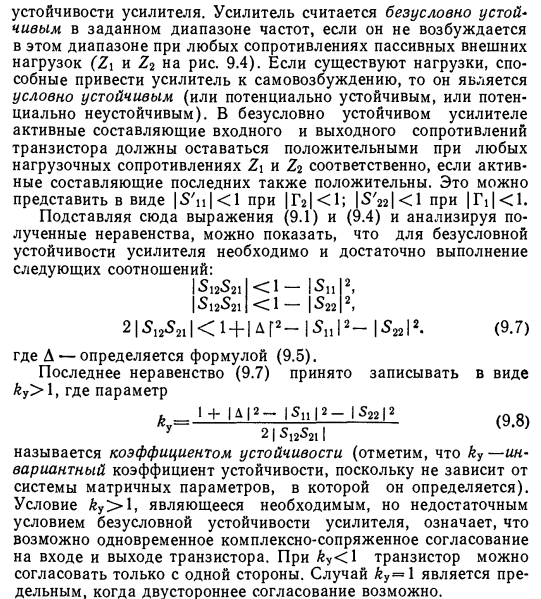 устойчивости усилителя. Усилитель считается безусловно устой-
чивым в заданном диапазоне частот, если он не возбуждается
в этом диапазоне при любых сопротивлениях пассивных внешних
нагрузок (Z₁ и Z₂ на рис. 9.4). Если существуют нагрузки, спо-
собные привести усилитель к самовозбуждению, то он является
условно устойчивым (или потенциально устойчивым, или потен-
циально неустойчивым). В безусловно устойчивом усилителе
активные составляющие входного и выходного сопротивлений
транзистора должны оставаться положительными при любых
нагрузочных сопротивлениях Z₁ и Z₂ соответственно, если актив-
ные составляющие последних также положительны. Это можно
представить в виде |S′₁₁|<1 при |Г₂|<1; |S′₂₂|<1 при |Г₁|<1.
Подставляя сюда выражения (9.1) и (9.4) и анализируя по-
лученные неравенства, можно показать, что для безусловной
устойчивости усилителя необходимо и достаточно выполнение
следующих соотношений:
|S₁₂S₂₁|<1—|S₁₁|²,
|S₁₂S₂₁|<1—|S₂₂|²,
2|S₁₂S₂₁|<1+|Δ|²—|S₁₁|²—|S₂₂|². (9.7)
где Δ — определяется формулой (9.5).
Последнее неравенство (9.7) принято записывать в виде
kу>1, где параметр
kу = (1 + |Δ|² — |S₁₁|² — |S₂₂|²) / (2|S₁₂S₂₁|) (9.8)
называется коэффициентом устойчивости (отметим, что kу —ин-
вариантный коэффициент устойчивости, поскольку не зависит от
системы матричных параметров, в которой он определяется).
Условие kу>1, являющееся необходимым, но недостаточным
условием безусловной устойчивости усилителя, означает, что
возможно одновременное комплексно-сопряженное согласование
на входе и выходе транзистора. При kу<1 транзистор можно
согласовать только с одной стороны. Случай kу=1 является пре-
дельным, когда двустороннее согласование возможно.